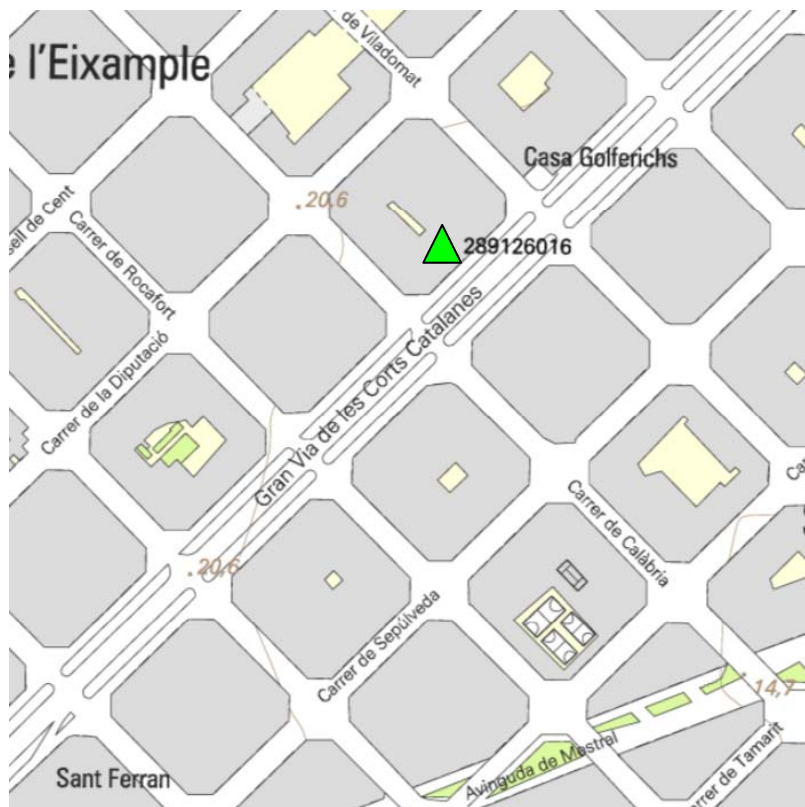 de Viladomat
e l'Eixample
Casa Golferichs
20,6
289126016
sell de Cent
Carrer de Rocafort
Carrer de la Diputació
Gran Via de les Corts Catalanes
Carrer de Calàbria
20,6
Carrer de Sepúlveda
14,7
Avinguda de Mistral
Carrer de Tamarit
Sant Ferran